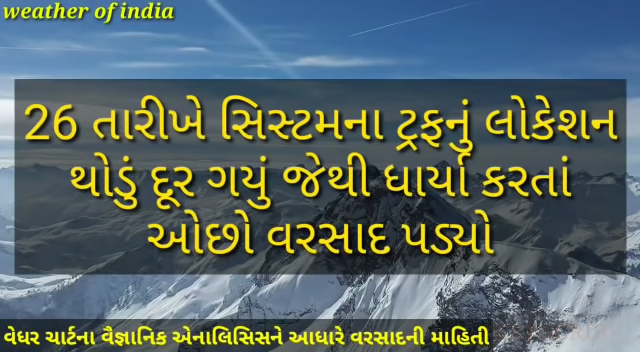 weather of india
26 તારીખે સિસ્ટમના ટ્રફનું લોકેશન
થોડું દૂર ગયું જેથી ધાર્યા કરતાં
ઓછો વરસાદ પડ્યો
વેધર ચાર્ટના વૈજ્ઞાનિક એનાલિસિસને આધારે વરસાદની માહિતી